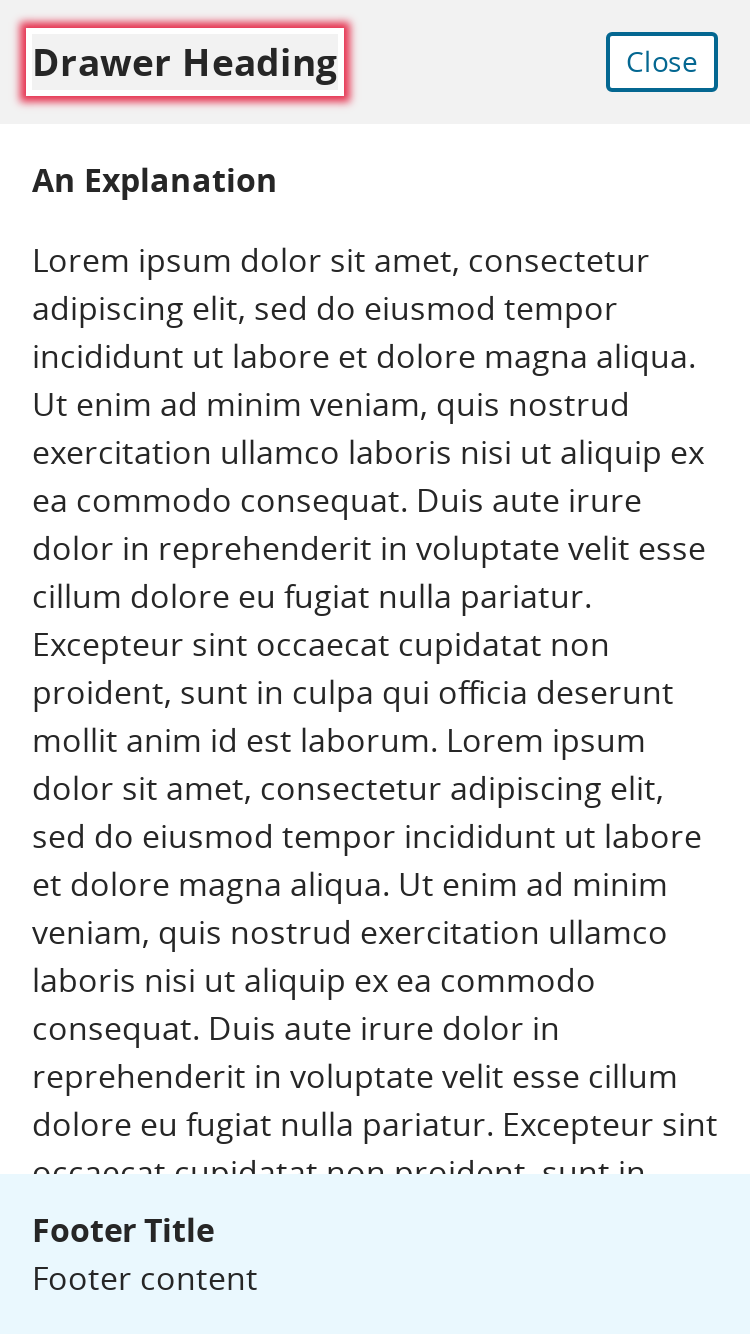 Drawer Heading
Close
An Explanation
Lorem ipsum dolor sit amet, consectetur
adipiscing elit, sed do eiusmod tempor
incididunt ut labore et dolore magna aliqua.
Ut enim ad minim veniam, quis nostrud
exercitation ullamco laboris nisi ut aliquip ex
ea commodo consequat. Duis aute irure
dolor in reprehenderit in voluptate velit esse
cillum dolore eu fugiat nulla pariatur.
Excepteur sint occaecat cupidatat non
proident, sunt in culpa qui officia deserunt
mollit anim id est laborum. Lorem ipsum
dolor sit amet, consectetur adipiscing elit,
sed do eiusmod tempor incididunt ut labore
et dolore magna aliqua. Ut enim ad minim
veniam, quis nostrud exercitation ullamco
laboris nisi ut aliquip ex ea commodo
consequat. Duis aute irure dolor in
reprehenderit in voluptate velit esse cillum
dolore eu fugiat nulla pariatur. Excepteur sint
occaecat cupidatat non proident, sunt in
Footer Title
Footer content